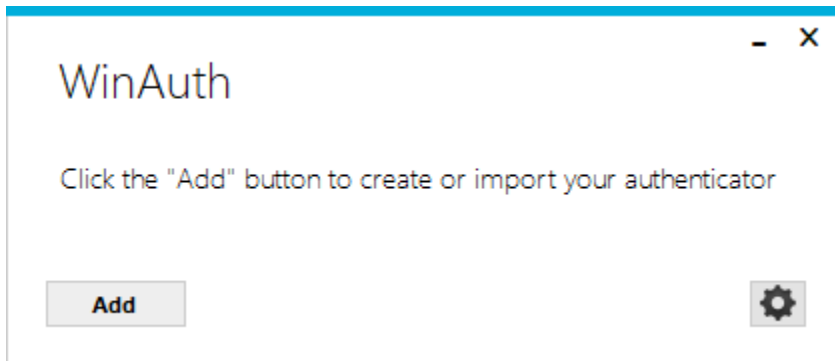 WinAuth
Click the "Add" button to create or import your authenticator
Add